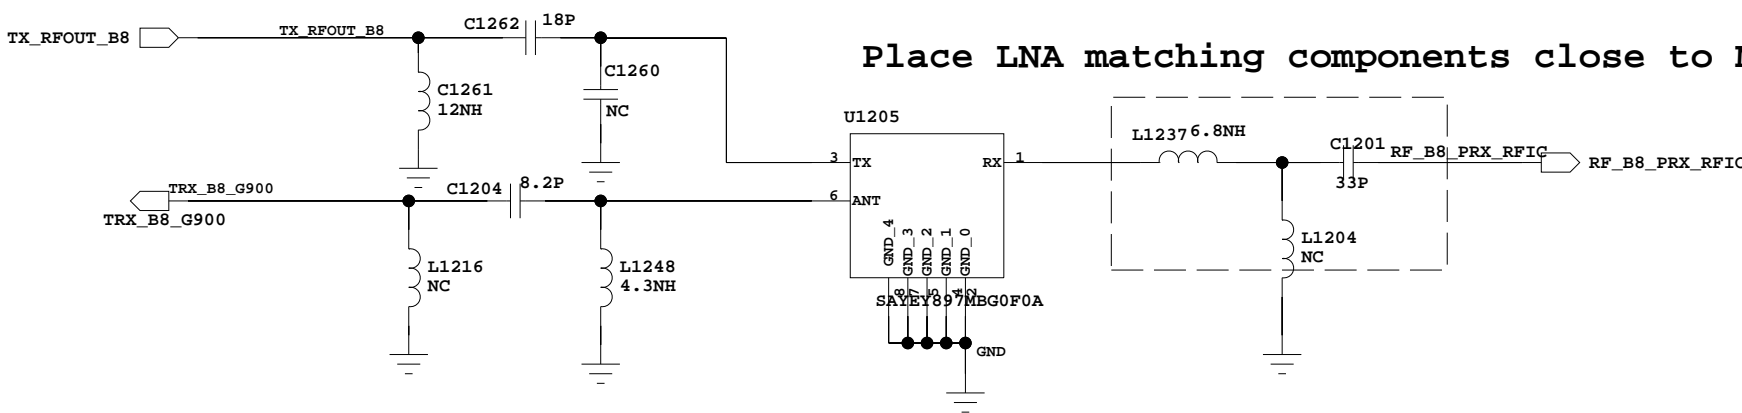 TX_RFOUT_B8
TX_RFOUT_B8
C1262
18P
C1261
12NH
C1260
NC
Place LNA matching components close to
TRX_B8_G900
TRX_B8_G900
C1204
8.2P
L1216
NC
L1248
4.3NH
U1205
3
TX
6
ANT
RX
1
GND_4
GND_3
GND_2
GND_1
GND_0
8
7
5
4
2
SAYEY897MBG0F0A
GND
L1237
6.8NH
C1201
33P
RF_B8_PRX_RFIC
RF_B8_PRX_RFIC
L1204
NC